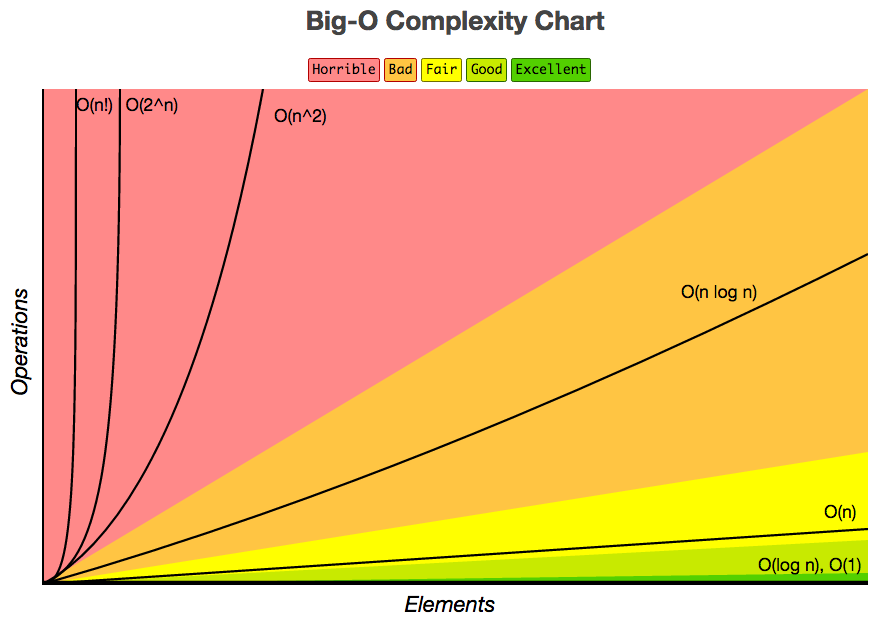 Big-O Complexity Chart
Horrible Bad Fair Good Excellent
O(n!) O(2^n)
O(n^2)
O(n log n)
O(n)
O(log n), O(1)
Operations
Elements